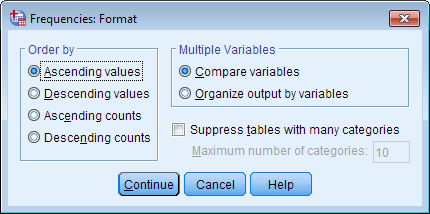 Frequencies: Format
Order by
Ascending values
Descending values
Ascending counts
Descending counts
Multiple Variables
Compare variables
Organize output by variables
Suppress tables with many categories
Maximum number of categories: 10
Continue Cancel Help